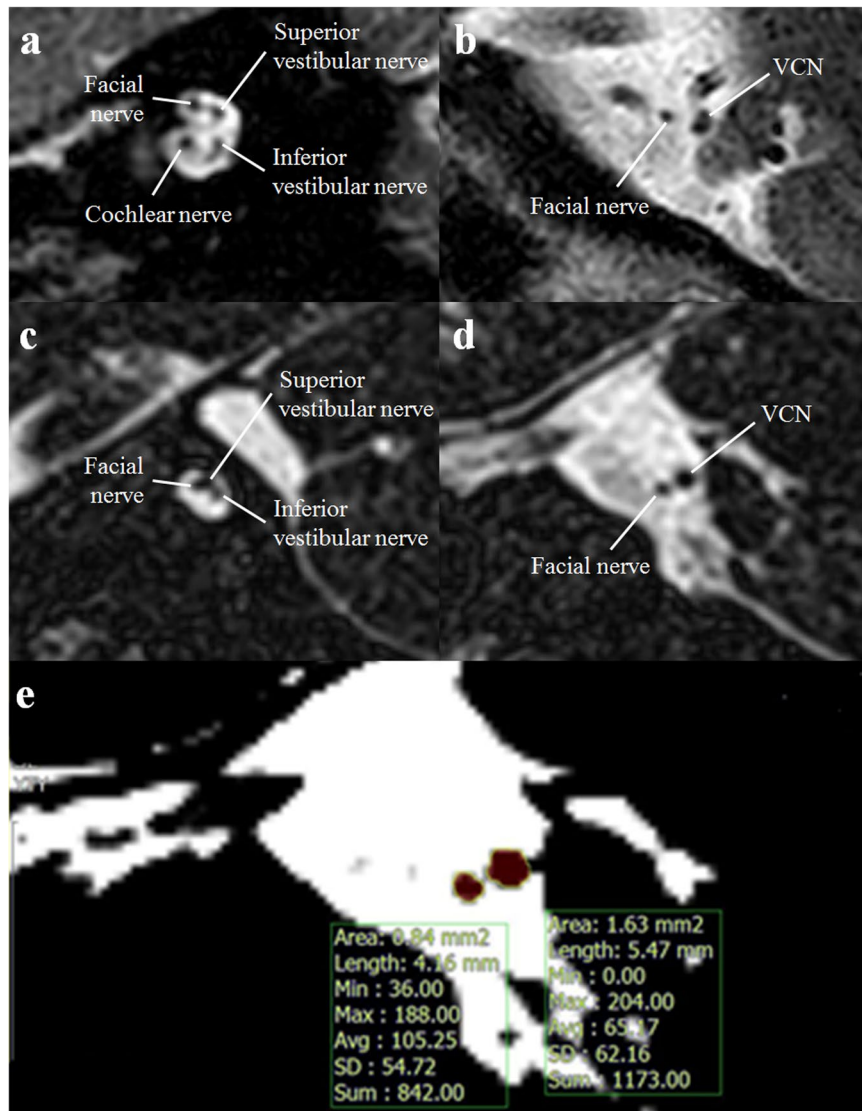 a
Superior
vestibular nerve
Facial
nerve
Inferior
vestibular nerve
Cochlear nerve
b
VCN
Facial nerve
c
Superior
vestibular nerve
Facial
nerve
Inferior
vestibular nerve
d
VCN
Facial nerve
e
Area: 0.84 mm2
Length: 4.16 mm
Min : 36.00
Max : 188.00
Avg : 105.25
SD : 54.72
Sum : 842.00
Area: 1.63 mm2
Length: 5.47 mm
Min : 0.00
Max : 204.00
Avg : 65.17
SD : 62.16
Sum : 1173.00